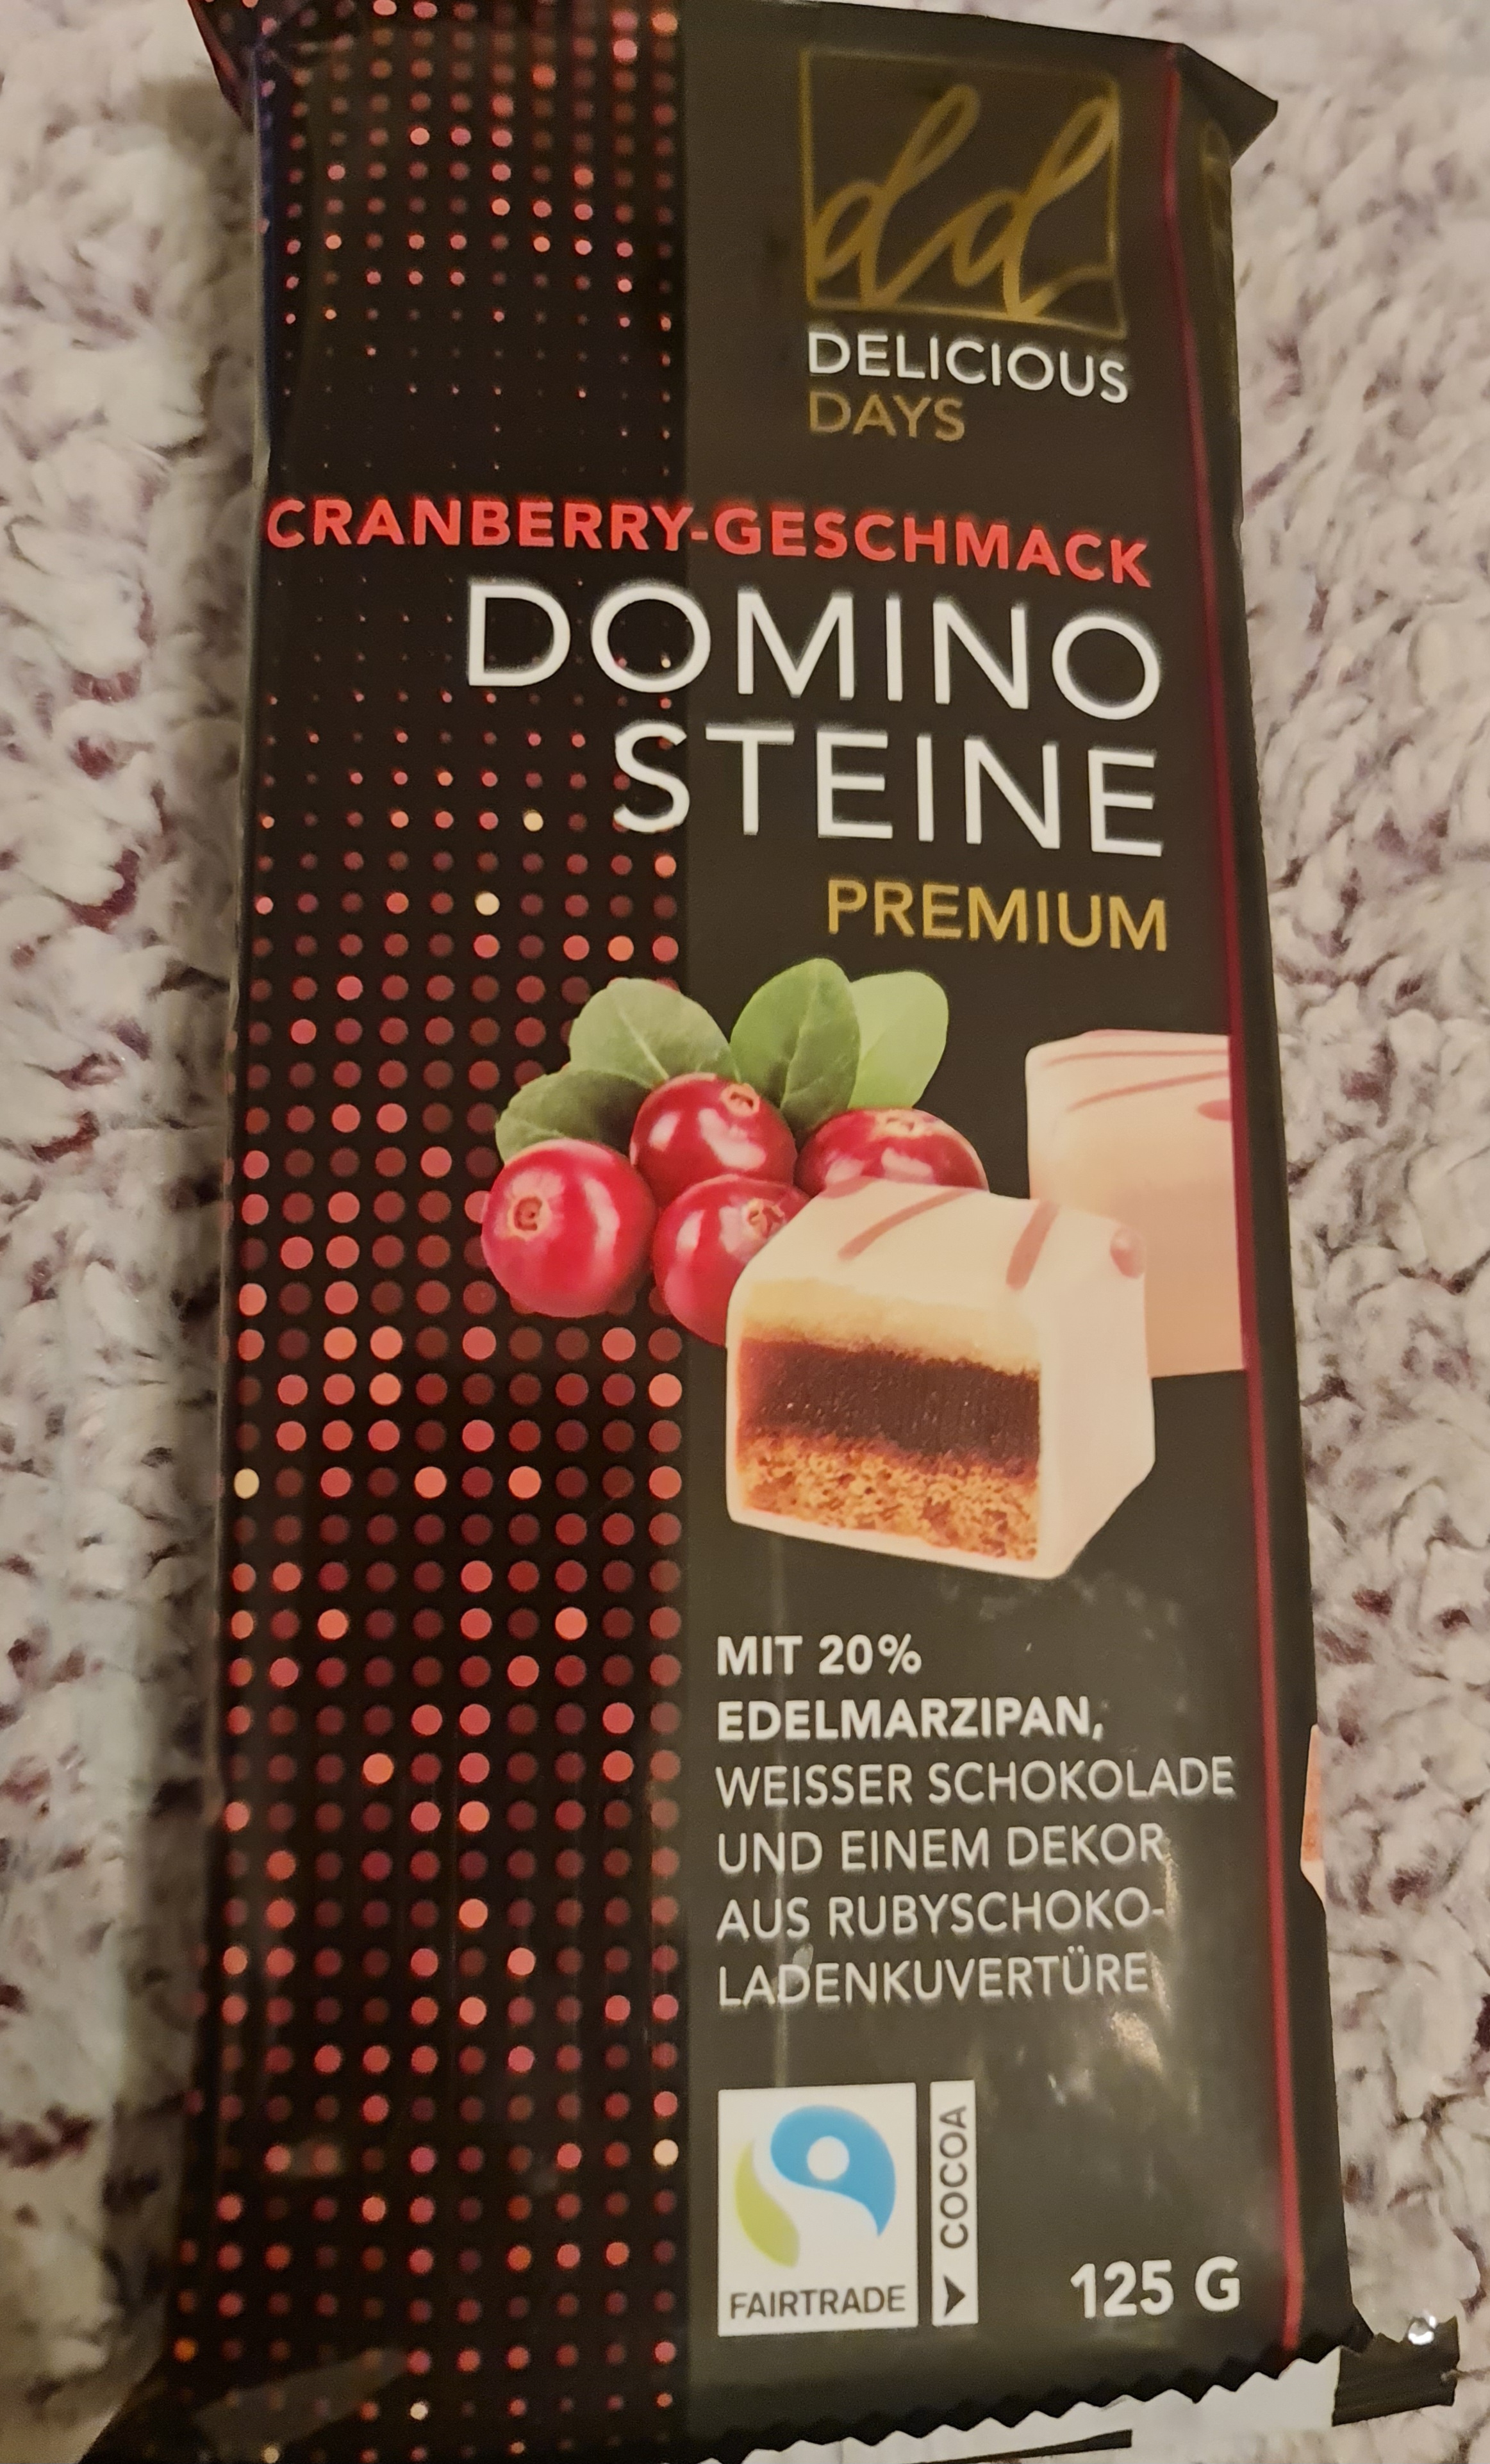 dd
DELICIOUS
DAYS
CRANBERRY-GESCHMACK
DOMINO
STEINE
PREMIUM
MIT 20%
EDELMARZIPAN,
WEISSER SCHOKOLADE
UND EINEM DEKOR
AUS RUBYSCHOKO-
LADENKUVERTÜRE
FAIRTRADE
COCOA
125 G